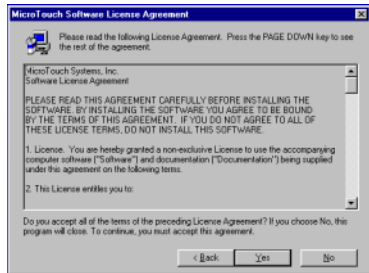 MicroTouch Software License Agreement
Please read the following License Agreement. Press the PAGE DOWN key to see
the rest of the agreement.
MicroTouch Systems, Inc.
Software License Agreement
PLEASE READ THIS AGREEMENT CAREFULLY BEFORE INSTALLING THE
SOFTWARE. BY INSTALLING THE SOFTWARE YOU AGREE TO BE BOUND
BY THE TERMS OF THIS AGREEMENT. IF YOU DO NOT AGREE TO ALL OF
THESE LICENSE TERMS, DO NOT INSTALL THIS SOFTWARE.
1. License. You are hereby granted a non-exclusive License to use the accompanying
computer software ("Software") and documentation ("Documentation") being supplied
under this agreement on the following terms.
2. This License entitles you to:
Do you accept all of the terms of the preceding License Agreement? If you choose No, this
program will close. To continue, you must accept this agreement.
< Back Yes No